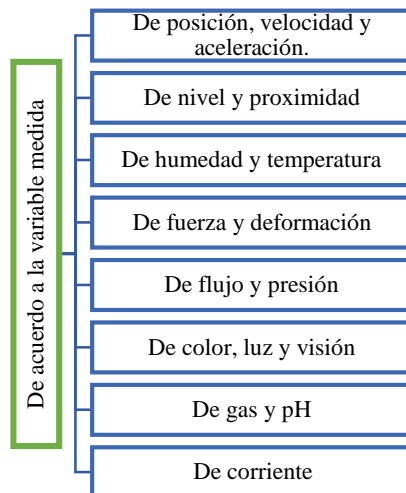 De acuerdo a la variable medida
De posición, velocidad y
aceleración.
De nivel y proximidad
De humedad y temperatura
De fuerza y deformación
De flujo y presión
De color, luz y visión
De gas y pH
De corriente